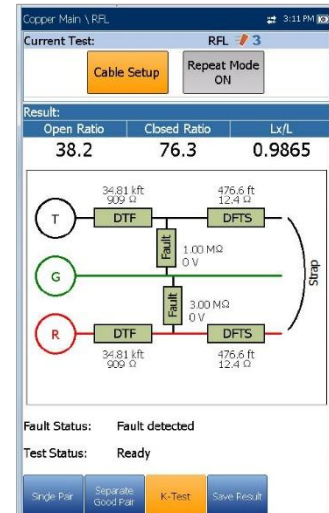 Copper Main \ RFL 3:11 PM
Current Test: RFL 3
Cable Setup
Repeat Mode
ON
Result:
Open Ratio Closed Ratio Lx/L
38.2 76.3 0.9865
34.81 kft 476.6 ft
909 Ω 12.4 Ω
T DTF DFTS
Fault 1.00 MΩ
0 V
G
Strap
Fault 3.00 MΩ
0 V
R DTF DFTS
34.81 kft 476.6 ft
909 Ω 12.4 Ω
Fault Status: Fault detected
Test Status: Ready
Single Pair
Separate
Good Pair
K-Test
Save Result